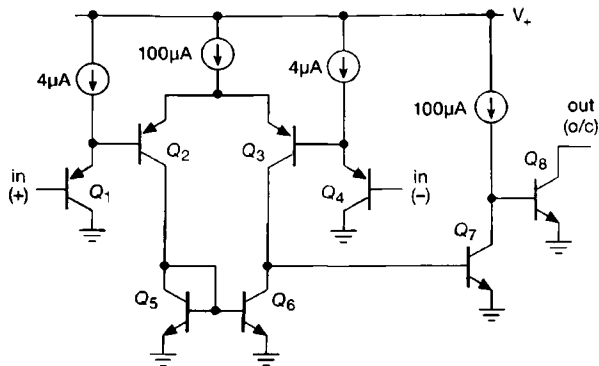 V+
100μA
4μA
4μA
100μA
out
(o/c)
Q2
Q3
Q8
in
(+)
Q1
Q4
in
(−)
Q7
Q5
Q6